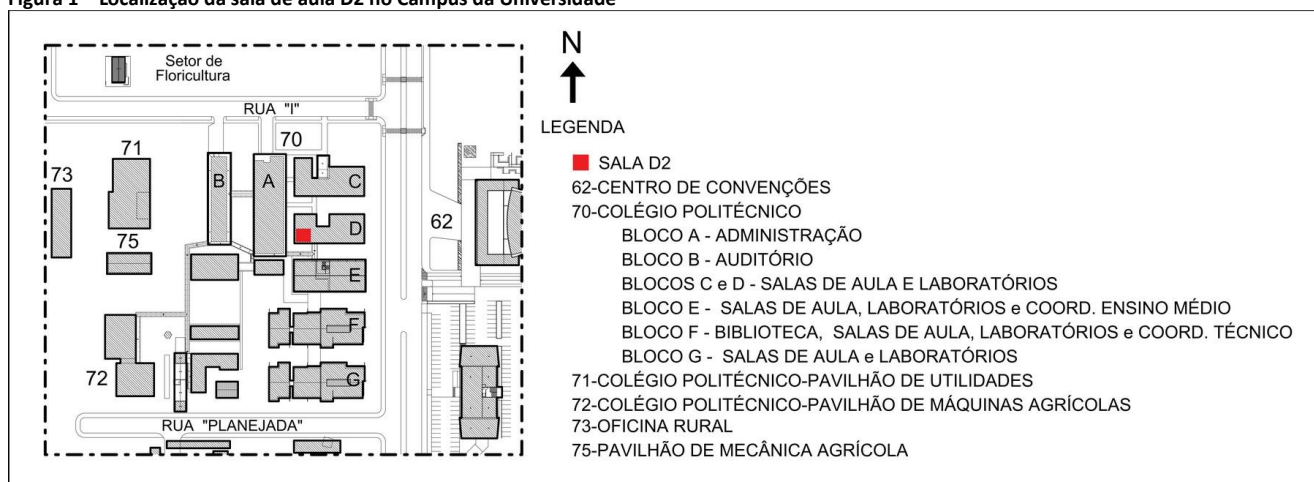 Figura 1 – Localização da sala de aula D2 no Campus da Universidade
Setor de
Floricultura
RUA "I"
70
71
73
B
A
C
D
62
75
E
F
72
G
RUA "PLANEJADA"
N
LEGENDA
SALA D2
62-CENTRO DE CONVENÇÕES
70-COLÉGIO POLITÉCNICO
BLOCO A - ADMINISTRAÇÃO
BLOCO B - AUDITÓRIO
BLOCOS C e D - SALAS DE AULA E LABORATÓRIOS
BLOCO E - SALAS DE AULA, LABORATÓRIOS e COORD. ENSINO MÉDIO
BLOCO F - BIBLIOTECA, SALAS DE AULA, LABORATÓRIOS e COORD. TÉCNICO
BLOCO G - SALAS DE AULA e LABORATÓRIOS
71-COLÉGIO POLITÉCNICO-PAVILHÃO DE UTILIDADES
72-COLÉGIO POLITÉCNICO-PAVILHÃO DE MÁQUINAS AGRÍCOLAS
73-OFICINA RURAL
75-PAVILHÃO DE MECÂNICA AGRÍCOLA